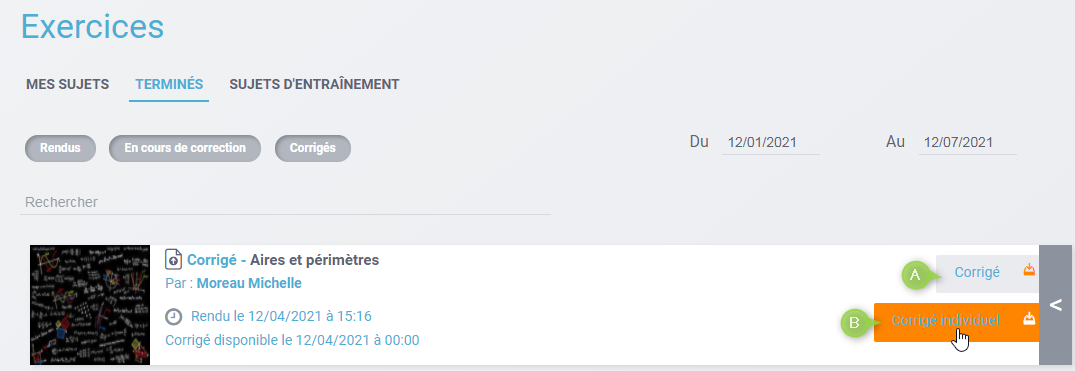 Exercices
MES SUJETS TERMINÉS SUJETS D'ENTRAÎNEMENT
Rendus En cours de correction Corrigés Du 12/01/2021 Au 12/07/2021
Rechercher
Corrigé - Aires et périmètres
Par : Moreau Michelle
A Corrigé
<
Rendu le 12/04/2021 à 15:16
B Corrigé individuel
Corrigé disponible le 12/04/2021 à 00:00